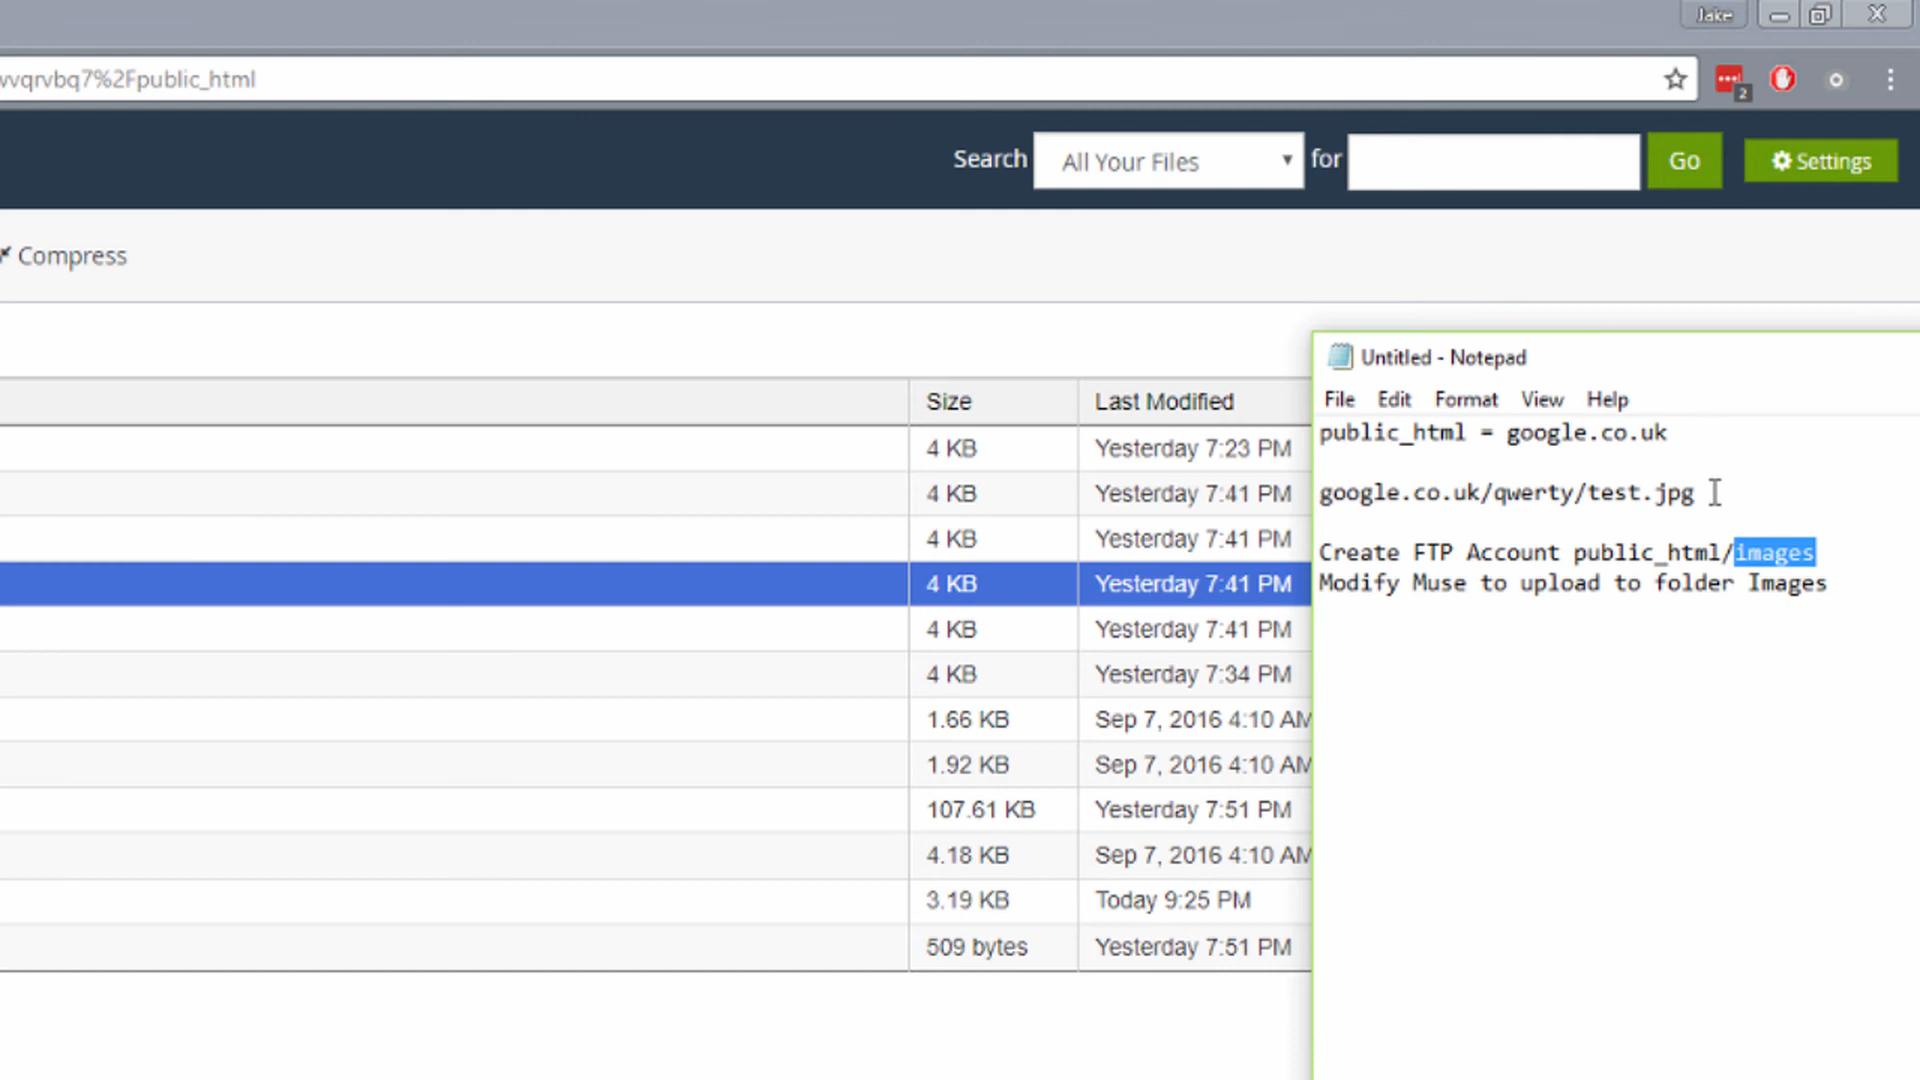 Jake
vvqrvbq7%2Fpublic_html
2
Search All Your Files for Go Settings
Compress
Size Last Modified
4 KB Yesterday 7:23 PM
4 KB Yesterday 7:41 PM
4 KB Yesterday 7:41 PM
4 KB Yesterday 7:41 PM
4 KB Yesterday 7:41 PM
4 KB Yesterday 7:34 PM
1.66 KB Sep 7, 2016 4:10 AM
1.92 KB Sep 7, 2016 4:10 AM
107.61 KB Yesterday 7:51 PM
4.18 KB Sep 7, 2016 4:10 AM
3.19 KB Today 9:25 PM
509 bytes Yesterday 7:51 PM
Untitled - Notepad
File Edit Format View Help
public_html = google.co.uk
google.co.uk/qwerty/test.jpg
Create FTP Account public_html/images
Modify Muse to upload to folder Images